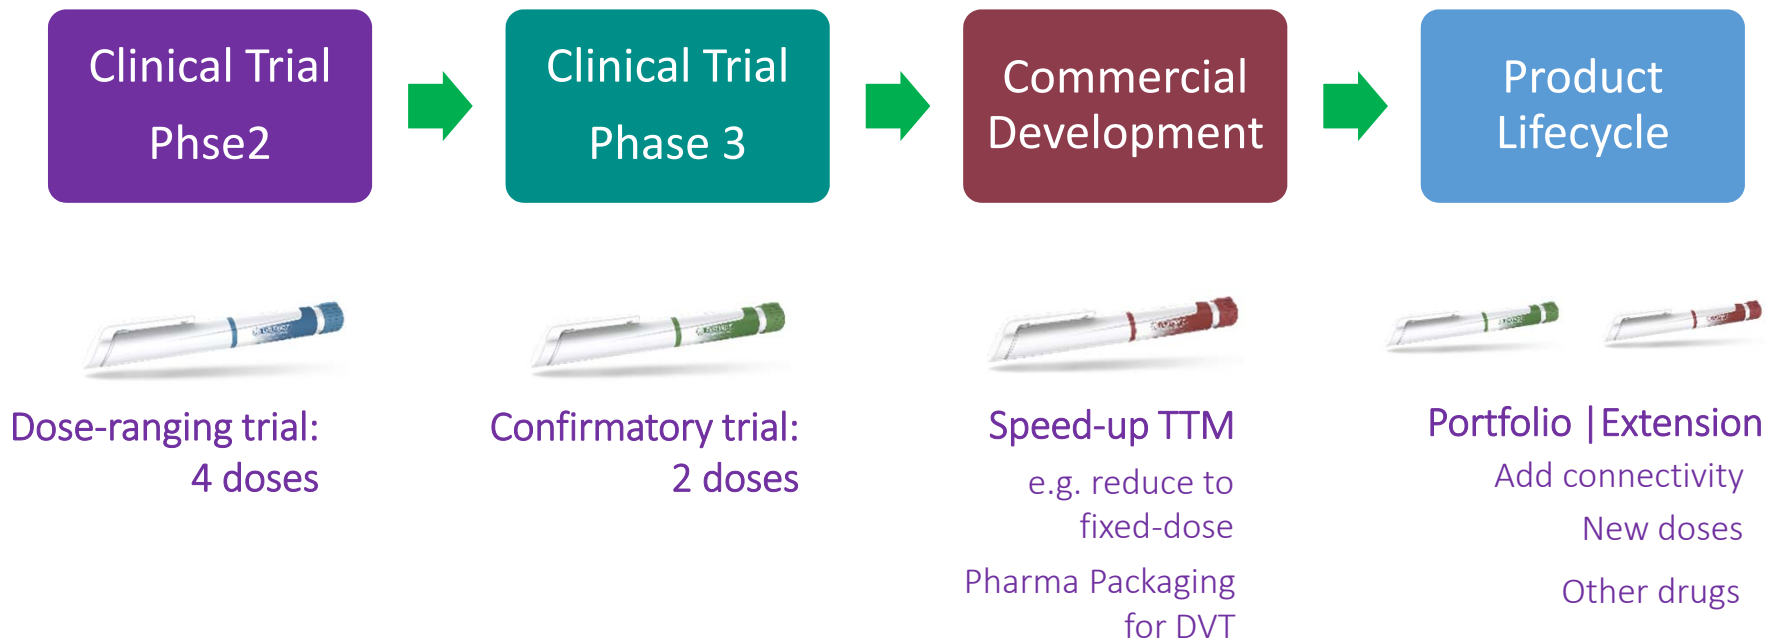 Clinical Trial
Phse2
Clinical Trial
Phase 3
Commercial
Development
Product
Lifecycle
Dose-ranging trial:
4 doses
Confirmatory trial:
2 doses
Speed-up TTM
e.g. reduce to
fixed-dose
Pharma Packaging
for DVT
Portfolio |Extension
Add connectivity
New doses
Other drugs